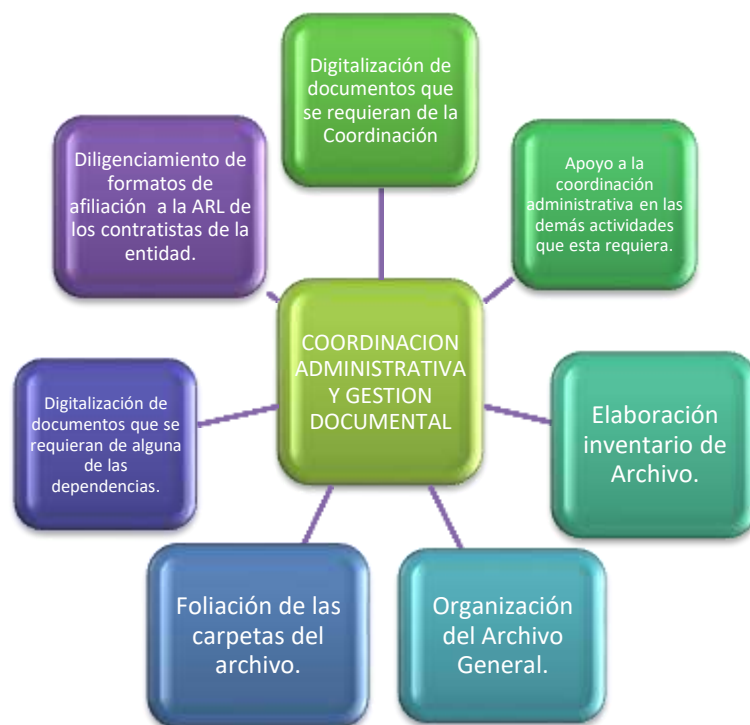 Digitalización de
documentos que
se requieran de la
Coordinación
Apoyo a la
coordinación
administrativa en las
demás actividades
que esta requiera.
Elaboración
inventario de
Archivo.
Organización
del Archivo
General.
Foliación de las
carpetas del
archivo.
Digitalización de
documentos que se
requieran de alguna
de las
dependencias.
Diligenciamiento de
formatos de
afiliación a la ARL de
los contratistas de la
entidad.
COORDINACION
ADMINISTRATIVA
Y GESTION
DOCUMENTAL